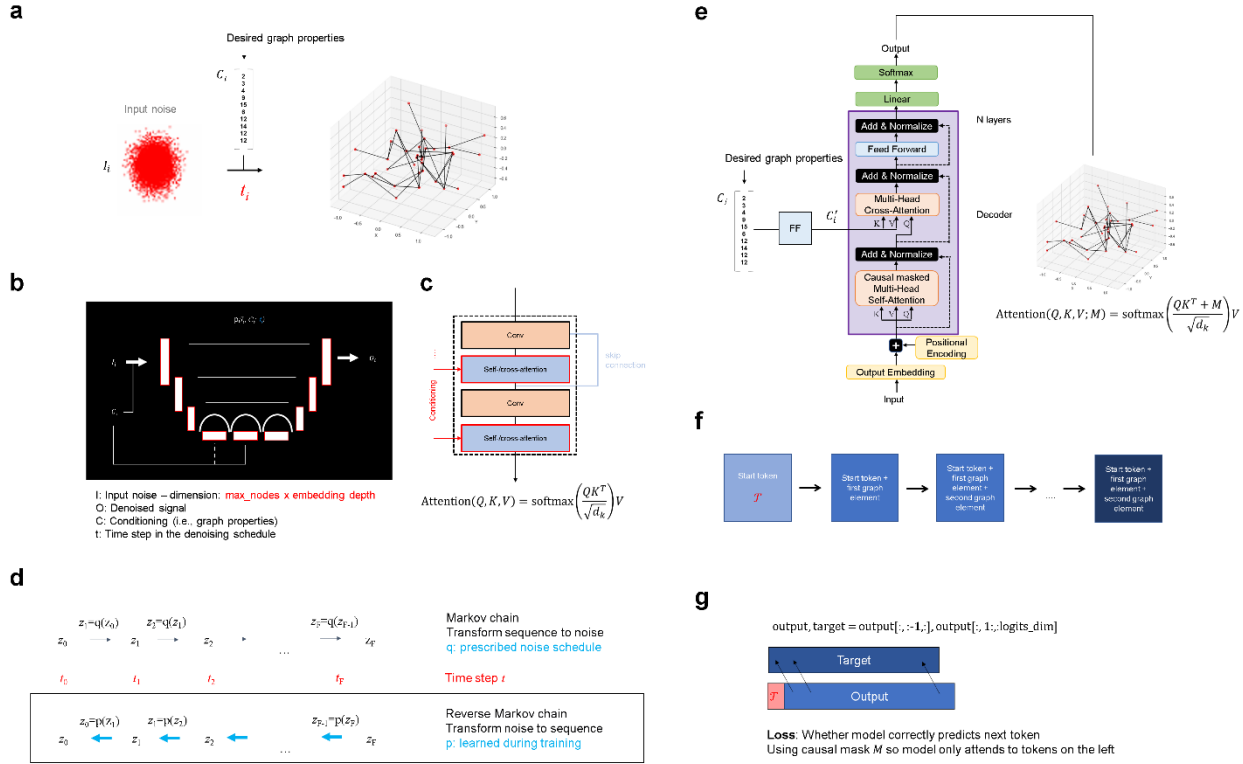 a
Desired graph properties
C_i
2
3
4
9
15
6
12
14
12
12
Input noise
I_i
t_i
b
I: Input noise – dimension: max_nodes x embedding depth
O: Denoised signal
C: Conditioning (i.e., graph properties)
t: Time step in the denoising schedule
c
Conv
Self-/cross-attention
Conv
Self-/cross-attention
Conditioning ...
skip
connection
Attention(Q, K, V) = softmax(QK^T / √d_k)V
d
z_1=q(z_0)
z_2=q(z_1)
z_F=q(z_F-1)
z_0
z_1
z_2
...
z_F
Markov chain
Transform sequence to noise
q: prescribed noise schedule
t_0
t_1
t_2
t_F
Time step t
z_0=p(z_1)
z_1=p(z_2)
z_F-1=p(z_F)
z_0
z_1
z_2
...
z_F
Reverse Markov chain
Transform noise to sequence
p: learned during training
e
Output
Softmax
Linear
Add & Normalize
Feed Forward
Add & Normalize
Multi-Head
Cross-Attention
K V Q
Add & Normalize
Causal masked
Multi-Head
Self-Attention
K V Q
+
Positional
Encoding
Output Embedding
Input
N layers
Decoder
Desired graph properties
C_i
2
3
4
9
15
6
12
14
12
12
FF
C_i'
Attention(Q, K, V; M) = softmax((QK^T + M) / √d_k)V
f
Start token
𝒯
Start token +
first graph
element
Start token +
first graph
element +
second graph
element
....
Start token +
first graph
element +
second graph
element
g
output, target = output[:, :-1,:], output[:, 1:,:logits_dim]
Target
𝒯
Output
Loss: Whether model correctly predicts next token
Using causal mask M so model only attends to tokens on the left